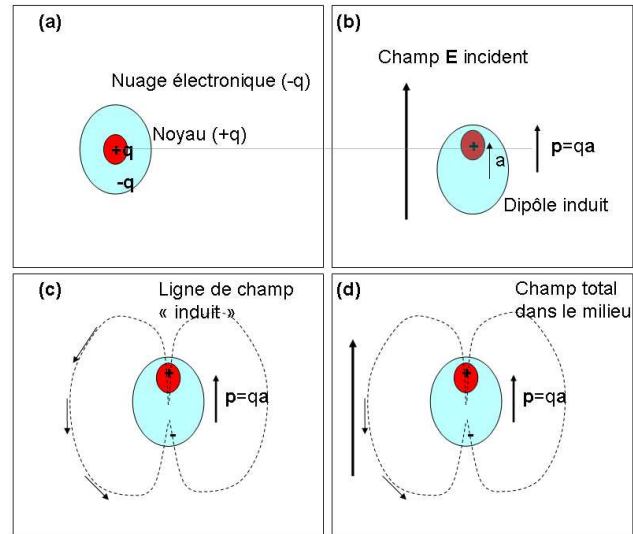 (a)
Nuage électronique (-q)
Noyau (+q)
+q
-q
(b)
Champ E incident
+
a
p=qa
Dipôle induit
(c)
Ligne de champ
« induit »
+
p=qa
-
(d)
Champ total
dans le milieu
+
p=qa
-